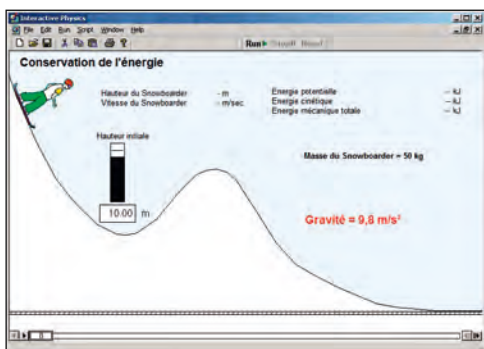 Interactive Physics
File Edit Run Script Window Help
Run
Conservation de l'énergie
Hauteur du Snowboarder - m
Vitesse du Snowboarder - m/sec
Energie potentielle -- kJ
Energie cinétique -- kJ
Energie mécanique totale -- kJ
Hauteur initiale
Masse du Snowboarder = 50 kg
10.00 m
Gravité = 9,8 m/s²